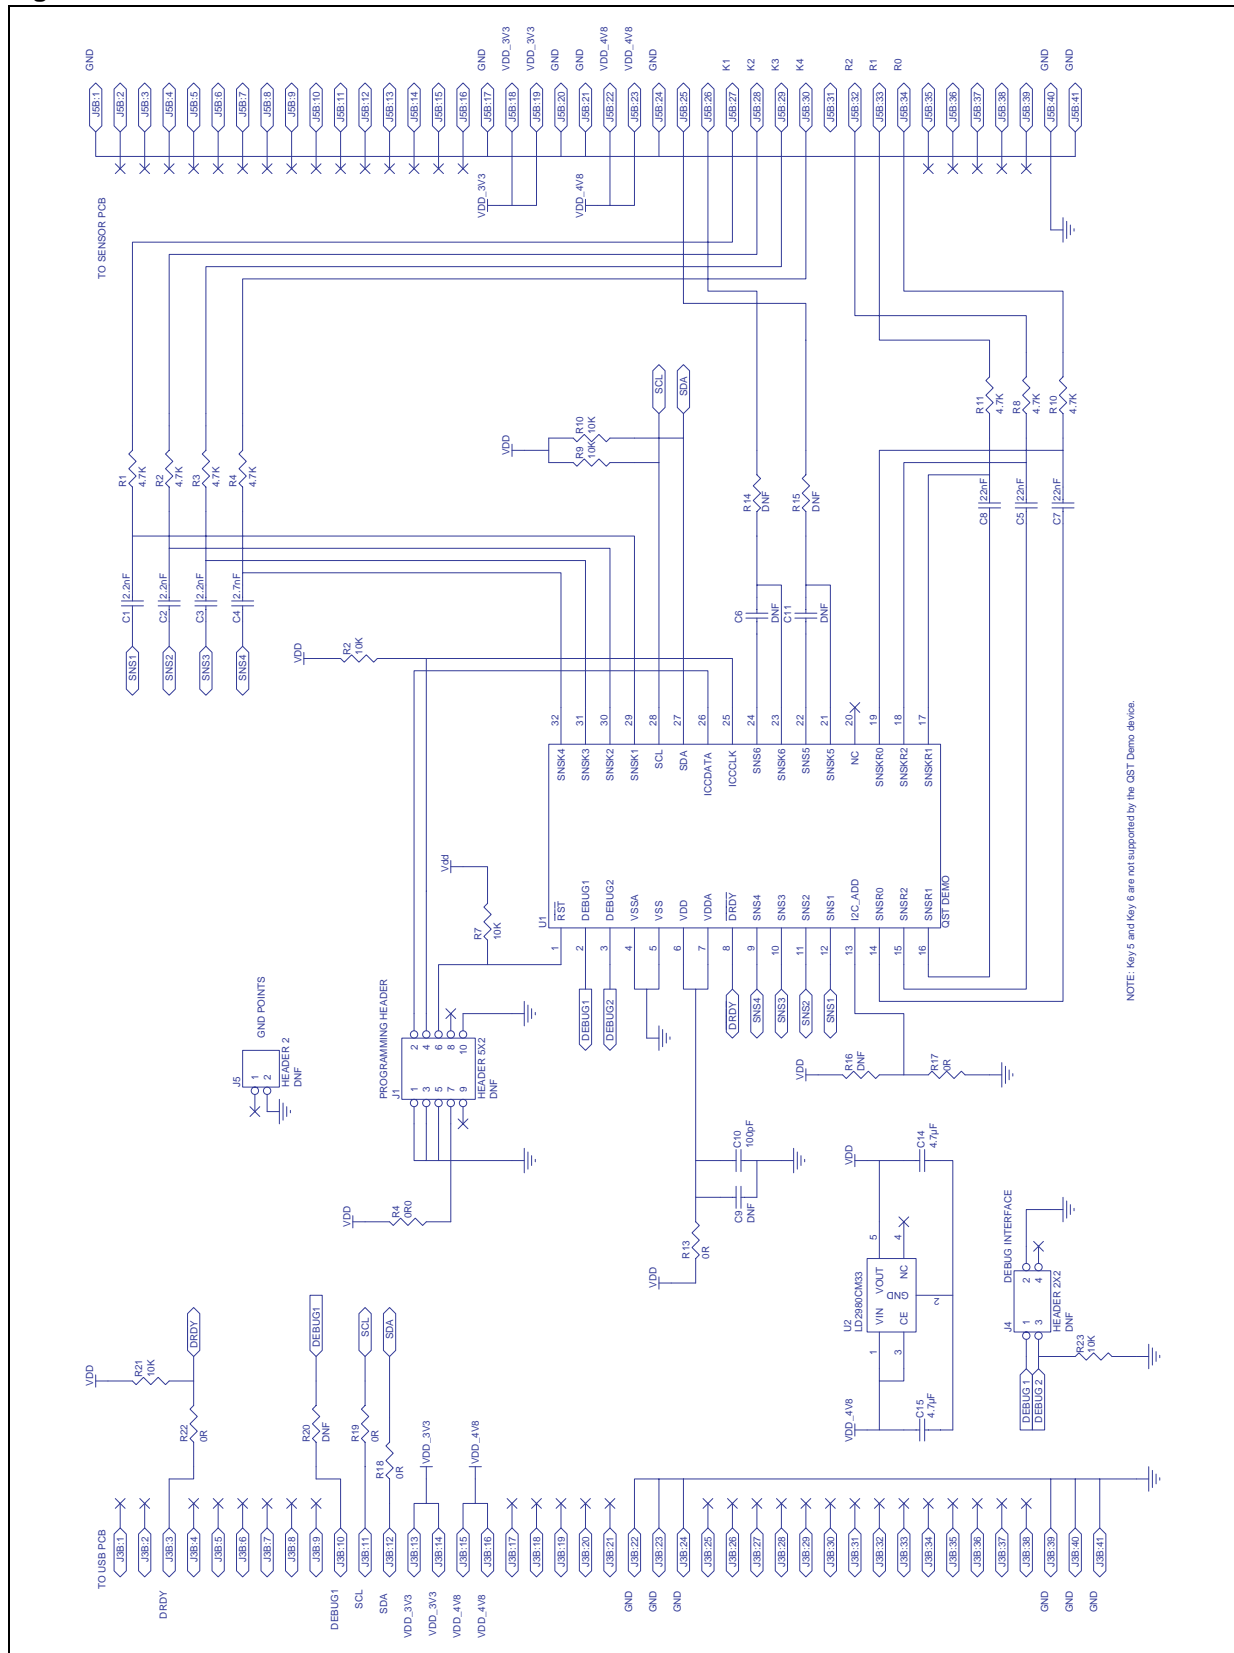 TO SENSOR PCB
J5B:1
J5B:2
J5B:3
J5B:4
J5B:5
J5B:6
J5B:7
J5B:8
J5B:9
J5B:10
J5B:11
J5B:12
J5B:13
J5B:14
J5B:15
J5B:16
J5B:17
J5B:18
J5B:19
J5B:20
J5B:21
J5B:22
J5B:23
J5B:24
J5B:25
J5B:26
J5B:27
J5B:28
J5B:29
J5B:30
J5B:31
J5B:32
J5B:33
J5B:34
J5B:35
J5B:36
J5B:37
J5B:38
J5B:39
J5B:40
J5B:41
GND
GND
VDD_3V3
VDD_3V3
GND
GND
VDD_4V8
VDD_4V8
GND
K1
K2
K3
K4
R2
R1
R0
GND
GND
VDD_3V3
VDD_4V8
R1
4.7K
R2
4.7K
R3
4.7K
R4
4.7K
C1
2.2nF
C2
2.2nF
C3
2.2nF
C4
2.7nF
SNS1
SNS2
SNS3
SNS4
VDD
R9
10K
R10
10K
SCL
SDA
R14
DNF
R15
DNF
C6
DNF
C11
DNF
R11
4.7K
R8
4.7K
R10
4.7K
C8
22nF
C5
22nF
C7
22nF
VDD
R2
10K
U1
QST DEMO
32 SNSK4
31 SNSK3
30 SNSK2
29 SNSK1
28 SCL
27 SDA
26 ICCDATA
25 ICCCLK
24 SNS6
23 SNSK6
22 SNS5
21 SNSK5
20 NC
19 SNSKR0
18 SNSKR2
17 SNSKR1
1 RST
2 DEBUG1
3 DEBUG2
4 VSSA
5 VSS
6 VDD
7 VDDA
8 DRDY
9 SNS4
10 SNS3
11 SNS2
12 SNS1
13 I2C_ADD
14 SNSR0
15 SNSR2
16 SNSR1
Vdd
R7
10K
DEBUG1
DEBUG2
DRDY
SNS4
SNS3
SNS2
SNS1
GND POINTS
J5
1
2
HEADER 2
DNF
PROGRAMMING HEADER
J1
1 2
3 4
5 6
7 8
9 10
HEADER 5X2
DNF
VDD
R4
0R0
VDD
R13
0R
C9
DNF
C10
100pF
VDD
R16
DNF
R17
0R
U2
LD2980CM33
VIN
VOUT
CE
GND
NC
1
3
5
4
2
VDD
C14
4.7µF
VDD_4V8
C15
4.7µF
DEBUG INTERFACE
J4
1 2
3 4
HEADER 2X2
DNF
DEBUG 1
DEBUG 2
R23
10K
VDD
R21
10K
R22
0R
DRDY
R20
DNF
DEBUG1
R19
0R
SCL
R18
0R
SDA
VDD_3V3
VDD_4V8
TO USB PCB
J3B:1
J3B:2
J3B:3
J3B:4
J3B:5
J3B:6
J3B:7
J3B:8
J3B:9
J3B:10
J3B:11
J3B:12
J3B:13
J3B:14
J3B:15
J3B:16
J3B:17
J3B:18
J3B:19
J3B:20
J3B:21
J3B:22
J3B:23
J3B:24
J3B:25
J3B:26
J3B:27
J3B:28
J3B:29
J3B:30
J3B:31
J3B:32
J3B:33
J3B:34
J3B:35
J3B:36
J3B:37
J3B:38
J3B:39
J3B:40
J3B:41
DRDY
DEBUG1
SCL
SDA
VDD_3V3
VDD_3V3
VDD_4V8
VDD_4V8
GND
GND
GND
GND
GND
GND
NOTE: Key 5 and Key 6 are not supported by the QST Demo device.